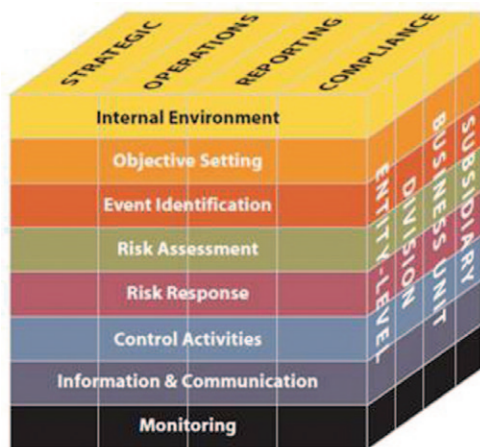 STRATEGIC
OPERATIONS
REPORTING
COMPLIANCE
Internal Environment
Objective Setting
Event Identification
Risk Assessment
Risk Response
Control Activities
Information & Communication
Monitoring
ENTITY-LEVEL
DIVISION
BUSINESS UNIT
SUBSIDIARY